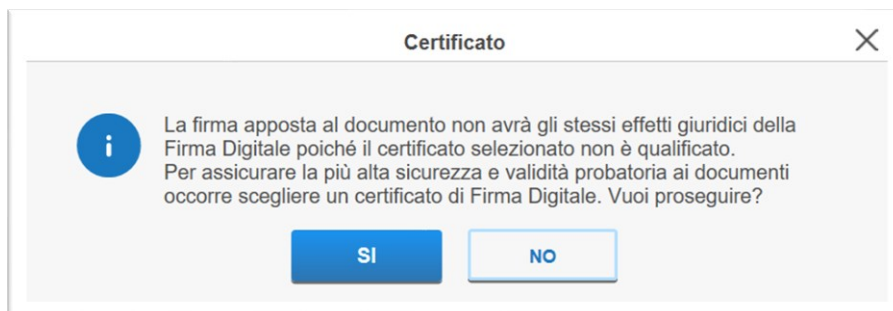 Certificato
La firma apposta al documento non avrà gli stessi effetti giuridici della
Firma Digitale poiché il certificato selezionato non è qualificato.
Per assicurare la più alta sicurezza e validità probatoria ai documenti
occorre scegliere un certificato di Firma Digitale. Vuoi proseguire?
SI
NO